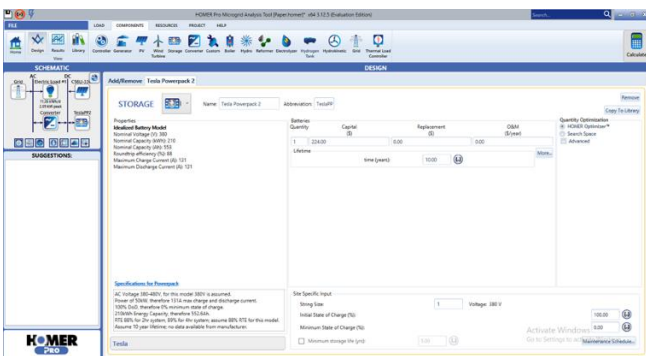 HOMER Pro Microgrid Analysis Tool [Paper.homer]* x64 3.12.5 (Evaluation Edition)
Search...
FILE
LOAD COMPONENTS RESOURCES PROJECT HELP
Home Design Results Library Controller Generator PV Wind Turbine Storage Converter Custom Boiler Hydro Reformer Electrolyzer Hydrogen Tank Hydrokinetic Grid Thermal Load Controller Calculate
View
SCHEMATIC DESIGN
AC DC
Grid Electric Load #1
Converter
Add/Remove Tesla Powerpack 2
STORAGE
Name: Tesla Powerpack 2
Abbreviation:
Remove
Copy To Library
Properties
Idealized Battery Model
Nominal Voltage (V): 380
Nominal Capacity (kWh): 210
Nominal Capacity (Ah): 553
Roundtrip efficiency (%): 88
Maximum Charge Current (A): 131
Maximum Discharge Current (A): 131
Batteries
Quantity Capital ($) Replacement ($) O&M ($/year)
1 224.00 0.00 0.00
Lifetime
time (years): 10.00
More...
Quantity Optimization
HOMER Optimizer™
Search Space
Advanced
SUGGESTIONS:
Specifications for Powerpack
AC Voltage 380-480V, for this model 380V is assumed.
Power of 50kW, therefore 131A max charge and discharge current.
100% DoD, therefore 0% minimum state of charge.
210kWh Energy Capacity, therefore 552.6Ah.
RTE 88% for 2hr system, 89% for 4hr system; assume 88% RTE for this model.
Assume 10 year lifetime; no data available from manufacturer.
Tesla
Site Specific Input
String Size: 1 Voltage: 380 V
Initial State of Charge (%): 100.00
Minimum State of Charge (%): 0.00
Minimum storage life (yrs): 5.00
Maintenance Schedule...
Activate Windows
Go to Settings to
HOMER
PRO